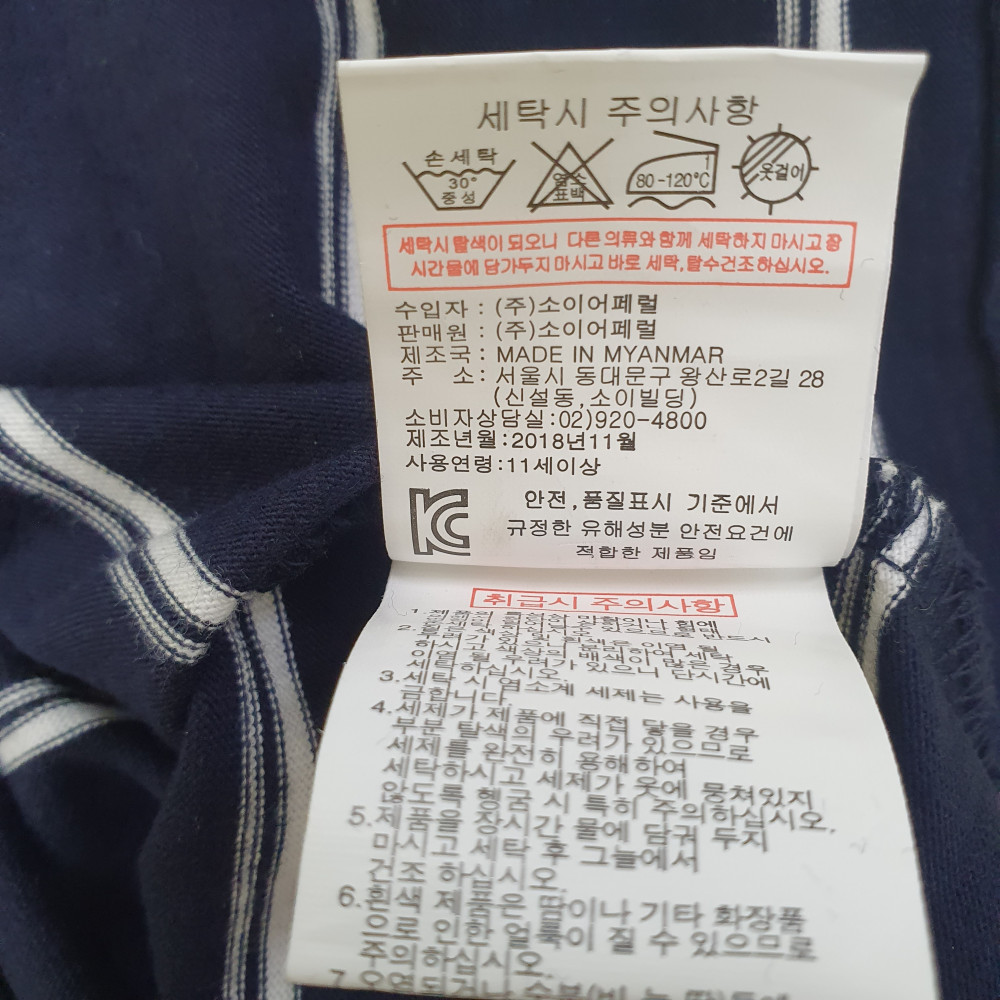 세탁시 주의사항
손세탁
30°
중성
염소
표백
1
80-120℃
옷걸이
세탁시 탈색이 되오니 다른 의류와 함께 세탁하지 마시고 장
시간 물에 담가두지 마시고 바로 세탁,탈수건조 하십시오.
수입자 : (주)소이어페럴
판매원 : (주)소이어페럴
제조국 : MADE IN MYANMAR
주 소 : 서울시 동대문구 왕산로2길 28
(신설동,소이빌딩)
소비자상담실:02)920-4800
제조년월:2018년11월
사용연령:11세이상
안전,품질표시 기준에서
규정한 유해성분 안전요건에
적합한 제품임
취급시 주의사항
1.제품의 특성상
2.
세탁 하십시오.
3.세탁 시 염소계 세제는 사용을
금합니다.
4.세제가 제품에 직접 닿을 경우
부분 탈색의 우려가 있으므로
세제를 완전히 용해하여
세탁하시고 세제가 옷에 뭉쳐있지
않도록 헹굼 시 특히 주의하십시오.
5.제품을 장시간 물에 담궈 두지
마시고 세탁 후 그늘에서
건조 하십시오.
6.흰색 제품은 땀이나 기타 화장품
으로 인한 얼룩이 질 수 있으므로
주의하십시오.
7.오염되거나